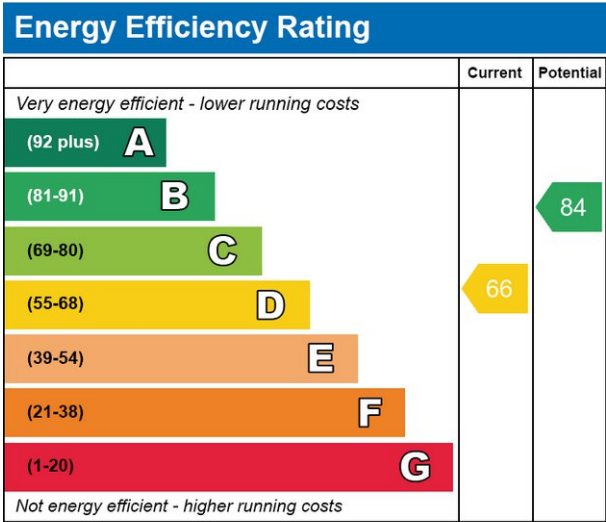 Energy Efficiency Rating
Current Potential
Very energy efficient - lower running costs
(92 plus) A
(81-91) B
84
(69-80) C
(55-68) D
66
(39-54) E
(21-38) F
(1-20) G
Not energy efficient - higher running costs